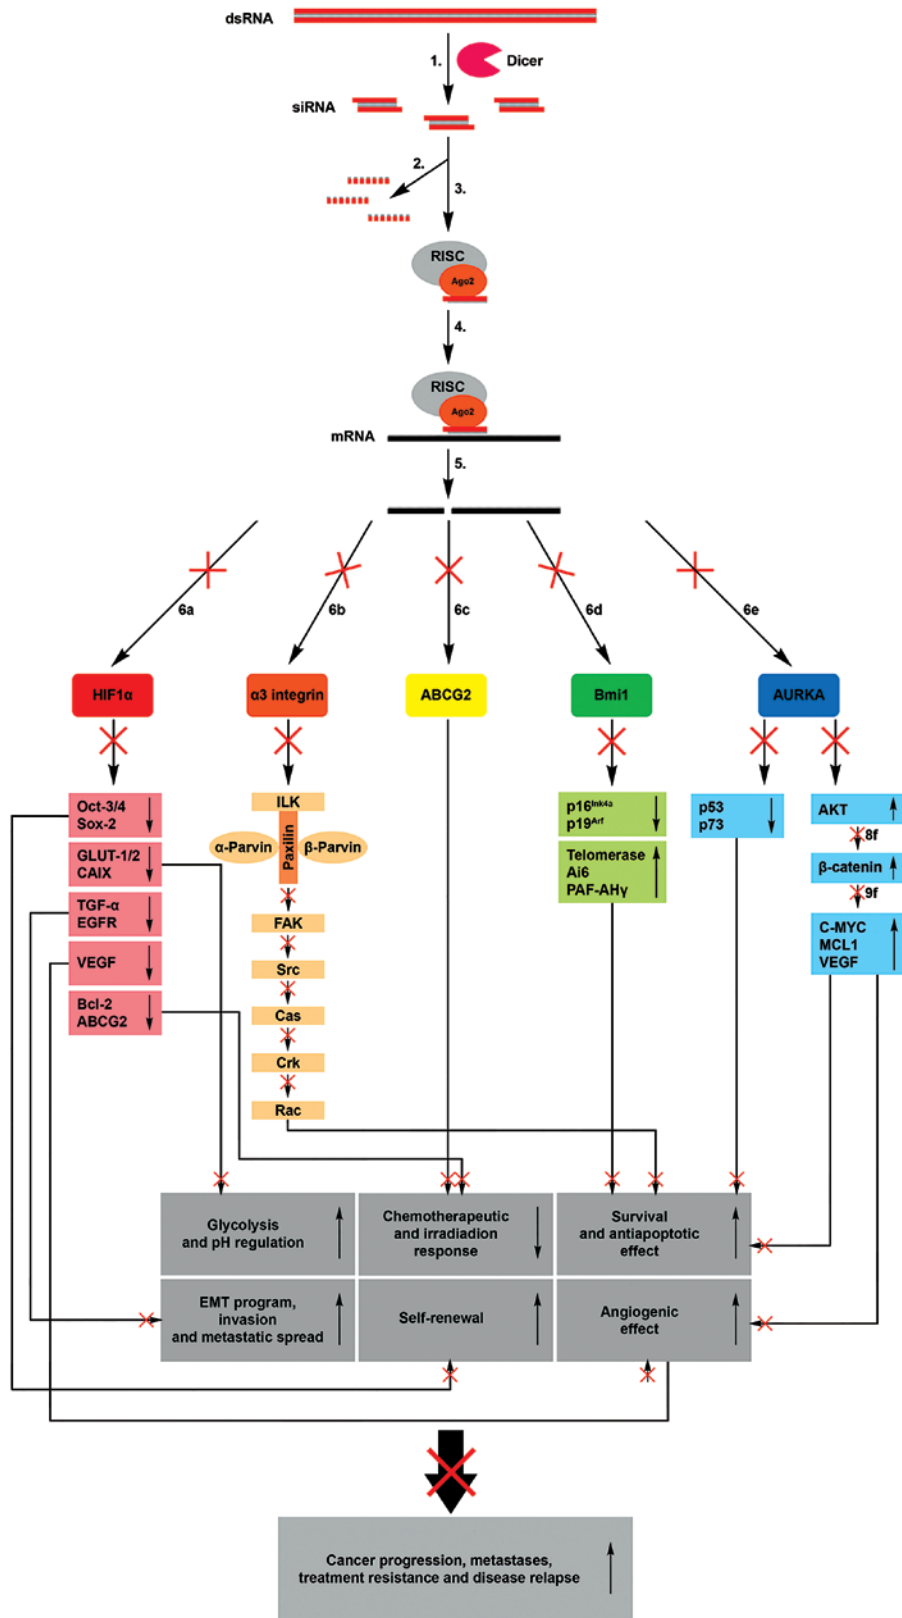 dsRNA
1.
Dicer
siRNA
2.
3.
RISC
Ago2
4.
RISC
Ago2
mRNA
5.
6a
6b
6c
6d
6e
HIF1α
α3 integrin
ABCG2
Bmi1
AURKA
Oct-3/4
Sox-2
GLUT-1/2
CAIX
TGF-α
EGFR
VEGF
Bcl-2
ABCG2
ILK
α-Parvin
Paxilin
β-Parvin
FAK
Src
Cas
Crk
Rac
p16Ink4a
p19Arf
Telomerase
Ai6
PAF-AHγ
p53
p73
AKT
8f
β-catenin
9f
C-MYC
MCL1
VEGF
Glycolysis
and pH regulation
Chemotherapeutic
and irradiadion
response
Survival
and antiapoptotic
effect
EMT program,
invasion
and metastatic spread
Self-renewal
Angiogenic
effect
Cancer progression, metastases,
treatment resistance and disease relapse